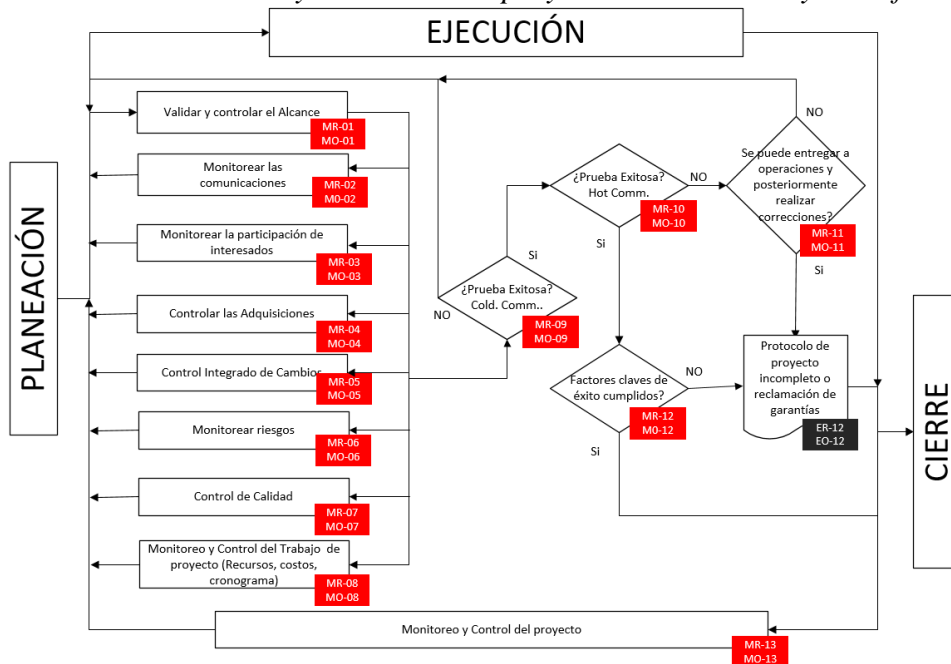 EJECUCIÓN
PLANEACIÓN
Validar y controlar el Alcance
MR-01
MO-01
Monitorear las
comunicaciones
MR-02
M0-02
Monitorear la participación de
interesados
MR-03
MO-03
Controlar las Adquisiciones
MR-04
MO-04
Control Integrado de Cambios
MR-05
MO-05
Monitorear riesgos
MR-06
MO-06
Control de Calidad
MR-07
MO-07
Monitoreo y Control del Trabajo de
proyecto (Recursos, costos,
cronograma)
MR-08
MO-08
NO
¿Prueba Exitosa?
Cold. Comm..
MR-09
MO-09
Si
¿Prueba Exitosa?
Hot Comm.
MR-10
MO-10
NO
Si
NO
Se puede entregar a
operaciones y
posteriormente
realizar
correcciones?
MR-11
MO-11
Si
Factores claves de
éxito cumplidos?
MR-12
M0-12
NO
Si
Protocolo de
proyecto
incompleto o
reclamación de
garantías
ER-12
EO-12
CIERRE
Monitoreo y Control del proyecto
MR-13
MO-13